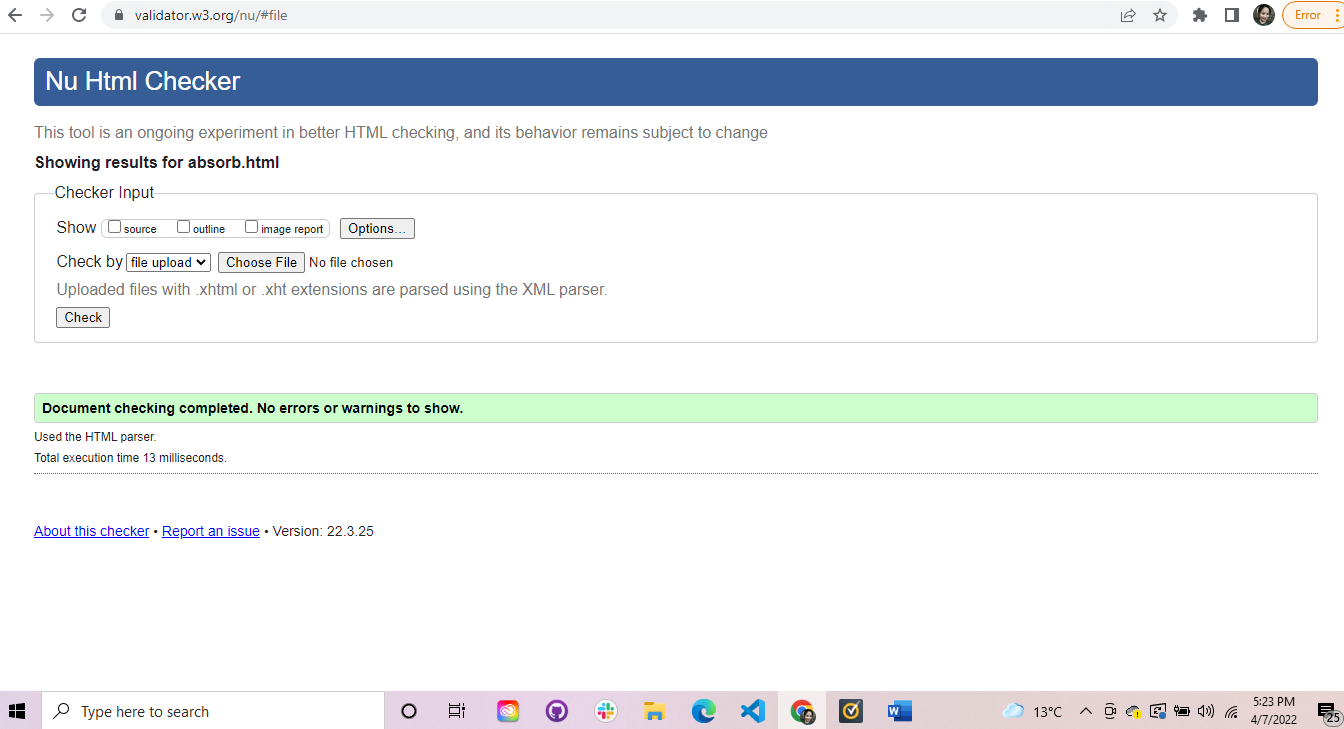 validator.w3.org/nu/#file
Error
Nu Html Checker
This tool is an ongoing experiment in better HTML checking, and its behavior remains subject to change
Showing results for absorb.html
Checker Input
Show source outline image report Options...
Check by file upload Choose File No file chosen
Uploaded files with .xhtml or .xht extensions are parsed using the XML parser.
Check
Document checking completed. No errors or warnings to show.
Used the HTML parser.
Total execution time 13 milliseconds.
About this checker • Report an issue • Version: 22.3.25
Type here to search
W
13°C
5:23 PM
4/7/2022
25